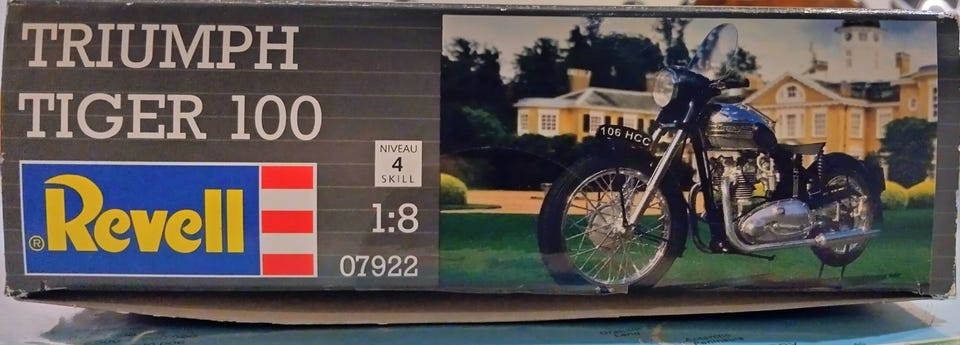 TRIUMPH
TIGER 100
NIVEAU
4
SKILL
® Revell
1:8
07922
106 HCC